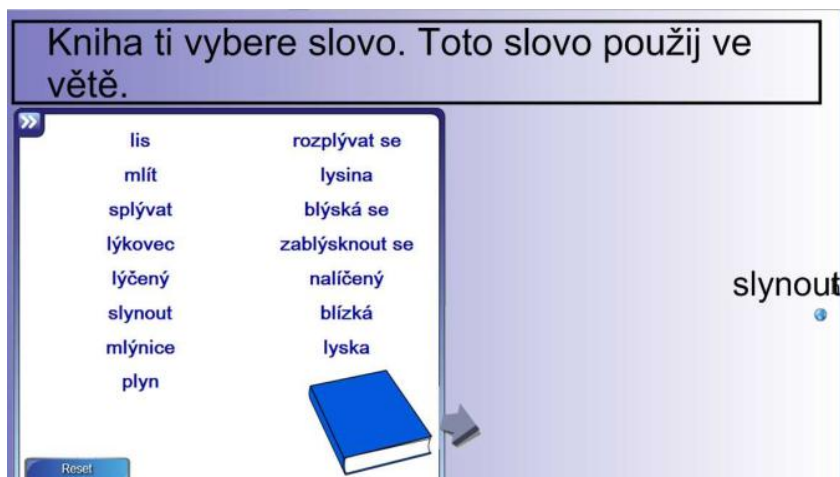 Kniha ti vybere slovo. Toto slovo použij ve
větě.
lis rozplývat se
mlít lysina
splývat blýská se
lýkovec zablýsknout se
lýčený nalíčený
slynout blízká
mlýnice lyska
plyn
slynout
Reset